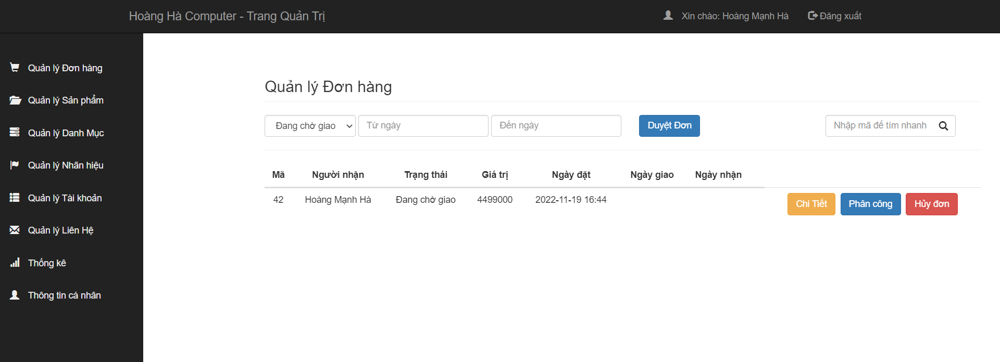 Hoàng Hà Computer - Trang Quản Trị
Xin chào: Hoàng Mạnh Hà
Đăng xuất
Quản lý Đơn hàng
Quản lý Sản phẩm
Quản lý Danh Mục
Quản lý Nhãn hiệu
Quản lý Tài khoản
Quản lý Liên Hệ
Thống kê
Thông tin cá nhân
Quản lý Đơn hàng
Đang chờ giao Từ ngày Đến ngày Duyệt Đơn Nhập mã để tìm nhanh
Mã Người nhận Trạng thái Giá trị Ngày đặt Ngày giao Ngày nhận
42 Hoàng Mạnh Hà Đang chờ giao 4499000 2022-11-19 16:44 Chi Tiết Phân công Hủy đơn